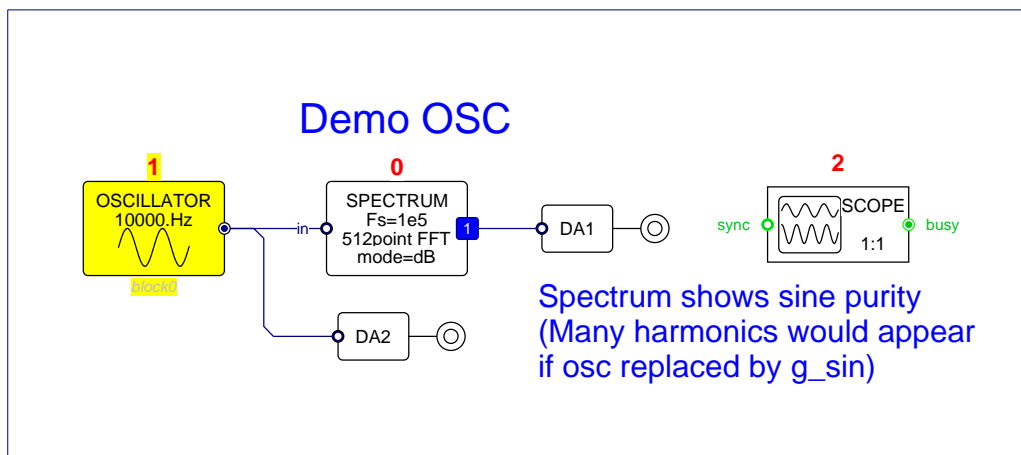 Demo OSC
1
0
2
OSCILLATOR
10000.Hz
block0
in
SPECTRUM
Fs=1e5
512point FFT
mode=dB
1
DA1
sync
SCOPE
1:1
busy
DA2
Spectrum shows sine purity
(Many harmonics would appear
if osc replaced by g_sin)